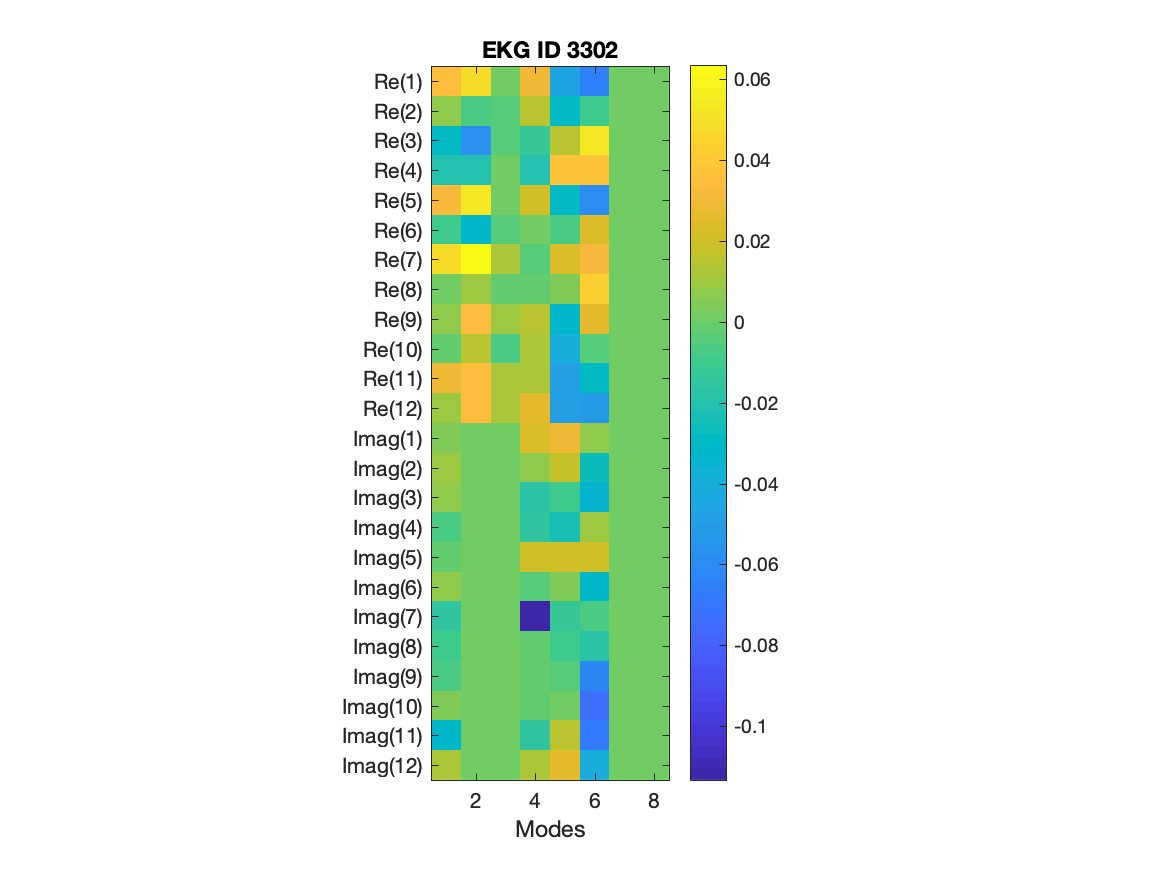 EKG ID 3302
Re(1)
Re(2)
Re(3)
Re(4)
Re(5)
Re(6)
Re(7)
Re(8)
Re(9)
Re(10)
Re(11)
Re(12)
Imag(1)
Imag(2)
Imag(3)
Imag(4)
Imag(5)
Imag(6)
Imag(7)
Imag(8)
Imag(9)
Imag(10)
Imag(11)
Imag(12)
2 4 6 8
Modes
0.06
0.04
0.02
0
-0.02
-0.04
-0.06
-0.08
-0.1